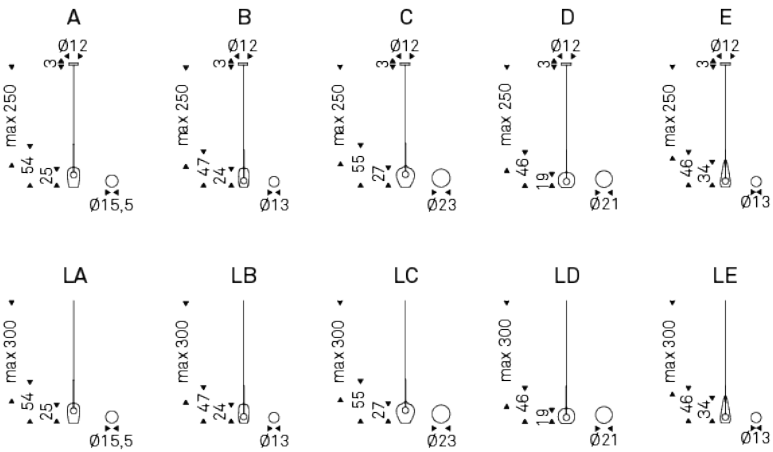 A B C D E
Ø12 Ø12 Ø12 Ø12 Ø12
3 3 3 3 3
max 250 max 250 max 250 max 250 max 250
54 25 47 24 55 27 46 19 46 34
Ø15,5 Ø13 Ø23 Ø21 Ø13
LA LB LC LD LE
max 300 max 300 max 300 max 300 max 300
54 25 47 24 55 27 46 19 46 34
Ø15,5 Ø13 Ø23 Ø21 Ø13